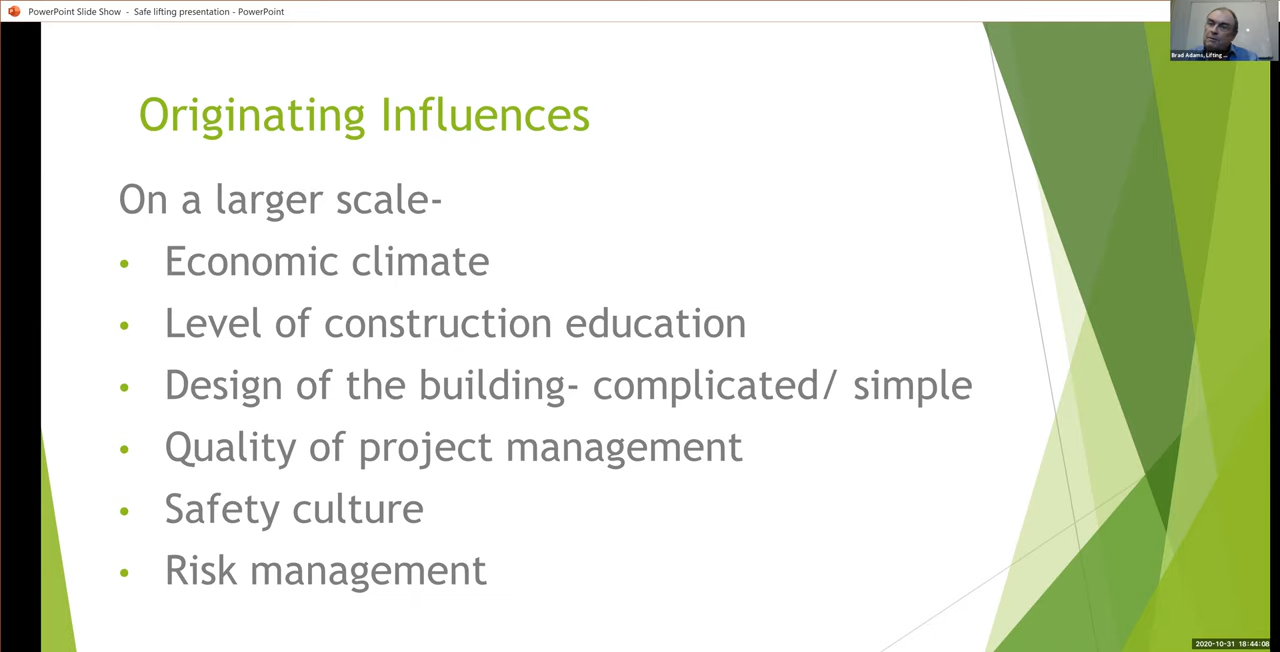 PowerPoint Slide Show - Safe lifting presentation - PowerPoint
Brad Adams, Lifting ...
Originating Influences
On a larger scale-
• Economic climate
• Level of construction education
• Design of the building- complicated/ simple
• Quality of project management
• Safety culture
• Risk management
2020-10-31 18:44:08